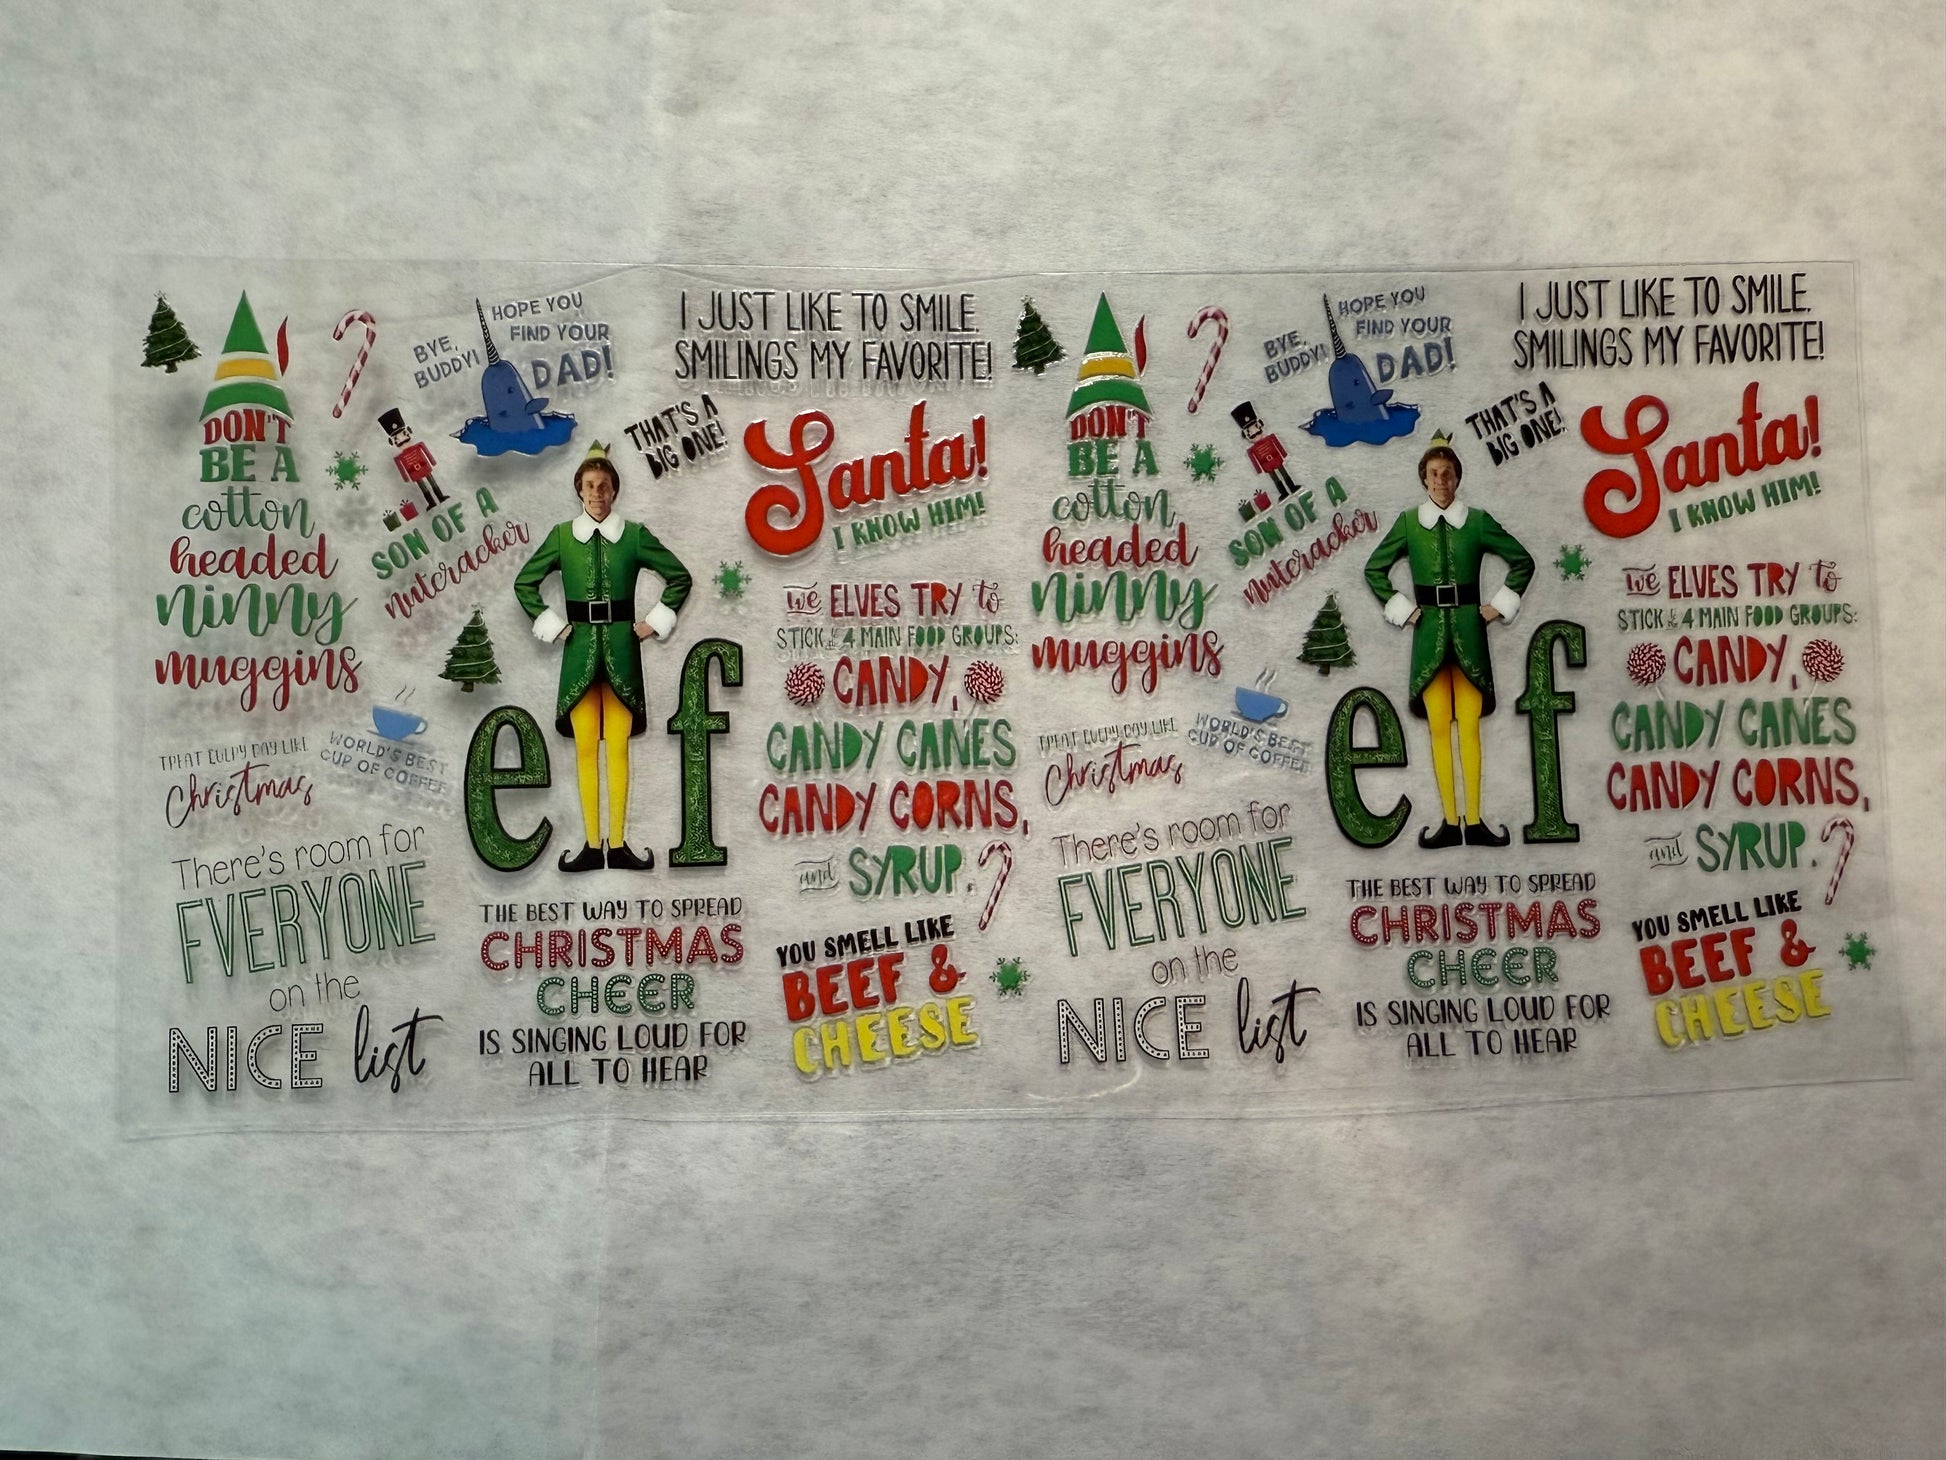 DON'T
BE A
cotton
headed
ninny
muggins
BYE,
BUDDY!
HOPE YOU
FIND YOUR
DAD!
SON OF A
nutcracker
I JUST LIKE TO SMILE,
SMILINGS MY FAVORITE!
THAT'S A
BIG ONE!
Santa!
I KNOW HIM!
we ELVES TRY to
STICK to the 4 MAIN FOOD GROUPS:
CANDY,
CANDY CANES
CANDY CORNS,
and SYRUP.
TREAT EVERY DAY LIKE
Christmas
WORLD'S BEST
CUP OF COFFEE
elf
There's room for
EVERYONE
on the
NICE list
THE BEST WAY TO SPREAD
CHRISTMAS
CHEER
IS SINGING LOUD FOR
ALL TO HEAR
YOU SMELL LIKE
BEEF &
CHEESE
DON'T
BE A
cotton
headed
ninny
muggins
BYE,
BUDDY!
HOPE YOU
FIND YOUR
DAD!
SON OF A
nutcracker
I JUST LIKE TO SMILE,
SMILINGS MY FAVORITE!
THAT'S A
BIG ONE!
Santa!
I KNOW HIM!
we ELVES TRY to
STICK to the 4 MAIN FOOD GROUPS:
CANDY,
CANDY CANES
CANDY CORNS,
and SYRUP.
TREAT EVERY DAY LIKE
Christmas
WORLD'S BEST
CUP OF COFFEE
elf
There's room for
EVERYONE
on the
NICE list
THE BEST WAY TO SPREAD
CHRISTMAS
CHEER
IS SINGING LOUD FOR
ALL TO HEAR
YOU SMELL LIKE
BEEF &
CHEESE